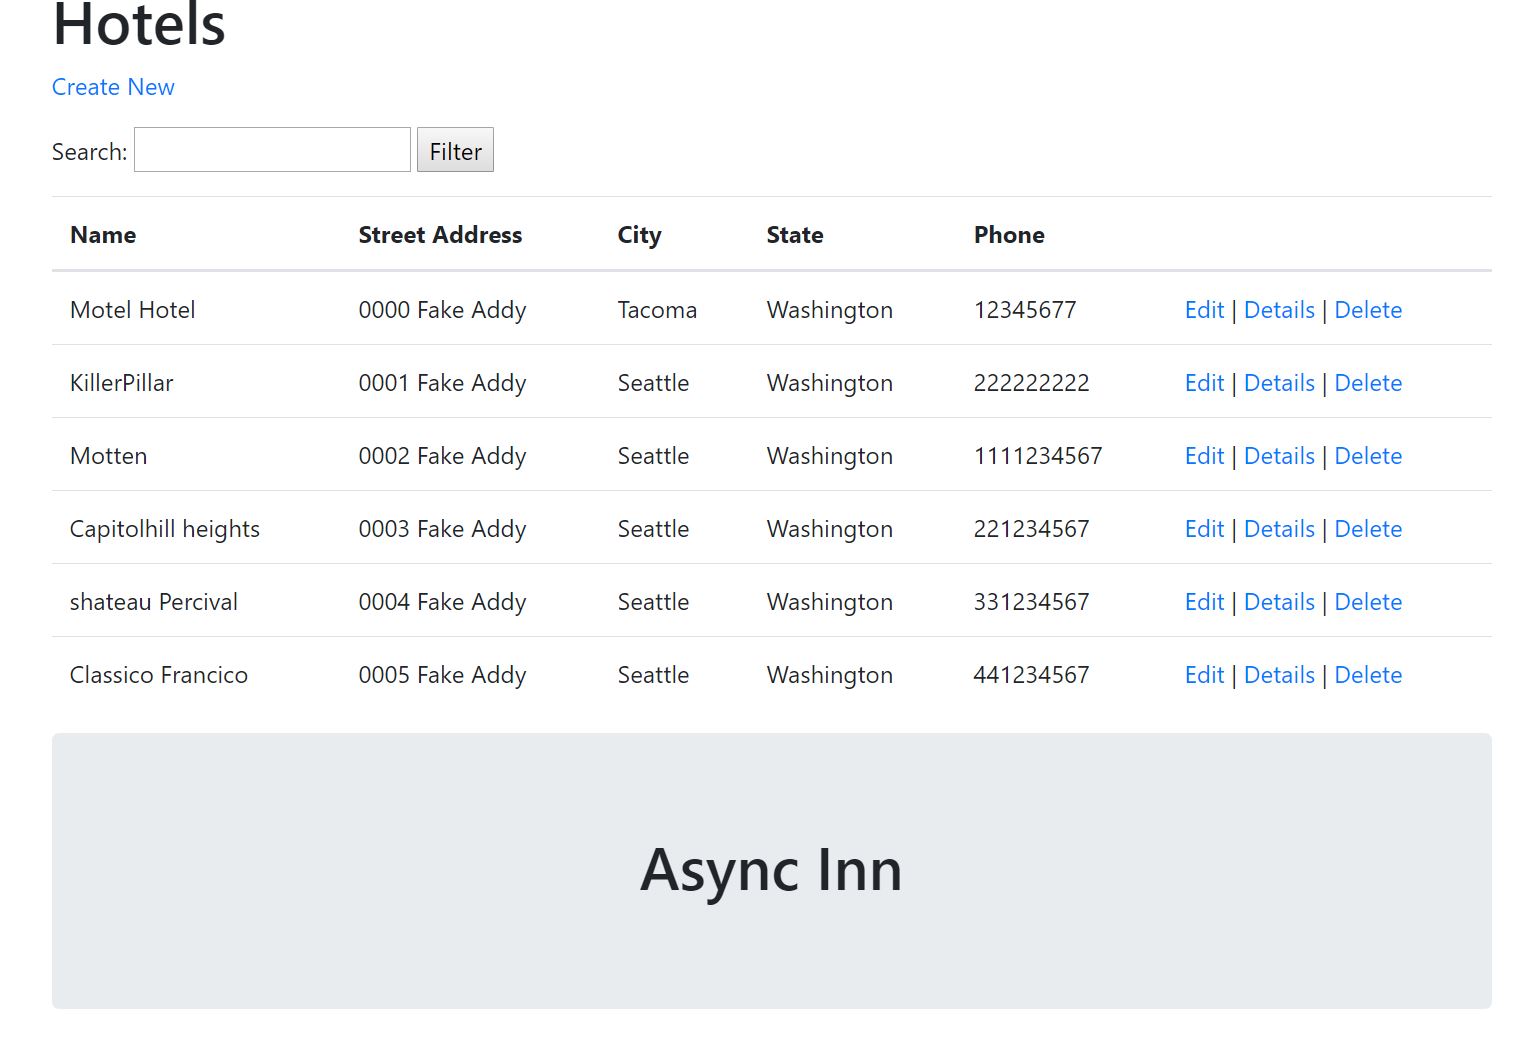 Hotels
Create New
Search: Filter
Name Street Address City State Phone
Motel Hotel 0000 Fake Addy Tacoma Washington 12345677 Edit | Details | Delete
KillerPillar 0001 Fake Addy Seattle Washington 222222222 Edit | Details | Delete
Motten 0002 Fake Addy Seattle Washington 1111234567 Edit | Details | Delete
Capitolhill heights 0003 Fake Addy Seattle Washington 221234567 Edit | Details | Delete
shateau Percival 0004 Fake Addy Seattle Washington 331234567 Edit | Details | Delete
Classico Francico 0005 Fake Addy Seattle Washington 441234567 Edit | Details | Delete
Async Inn